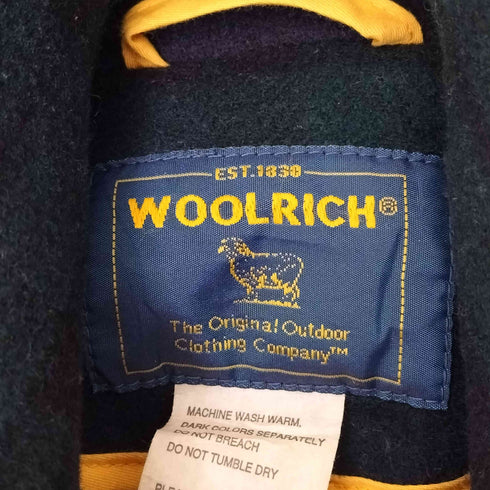 EST. 1830
WOOLRICH®
The Original Outdoor
Clothing Company™
MACHINE WASH WARM.
DARK COLORS SEPARATELY
DO NOT BREACH
DO NOT TUMBLE DRY